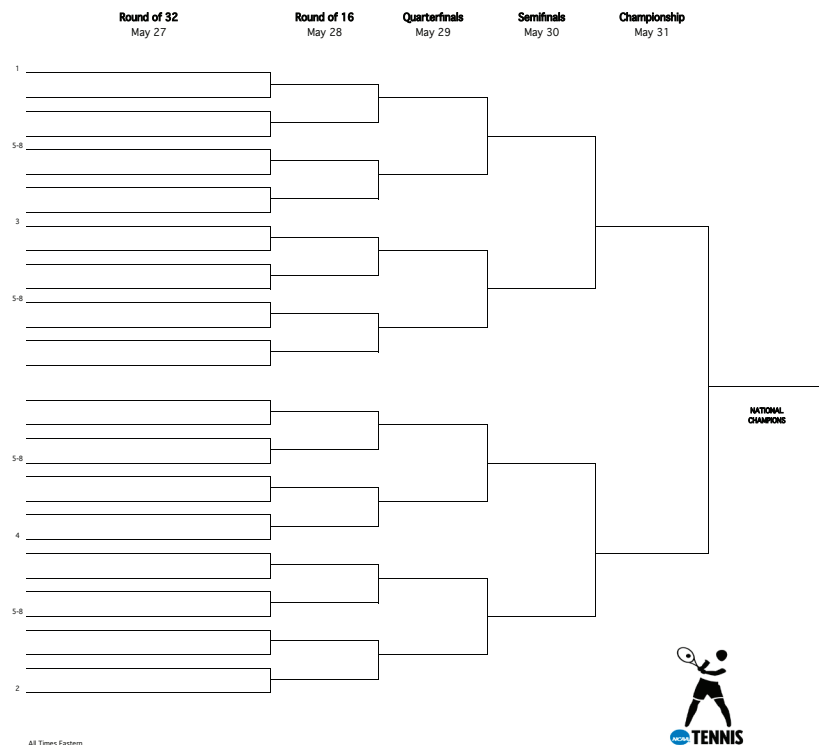 Round of 32 Round of 16 Quarterfinals Semifinals Championship
May 27 May 28 May 29 May 30 May 31
1
5-8
3
5-8
NATIONAL
CHAMPIONS
5-8
4
5-8
2
NCAA TENNIS
All Times Eastern